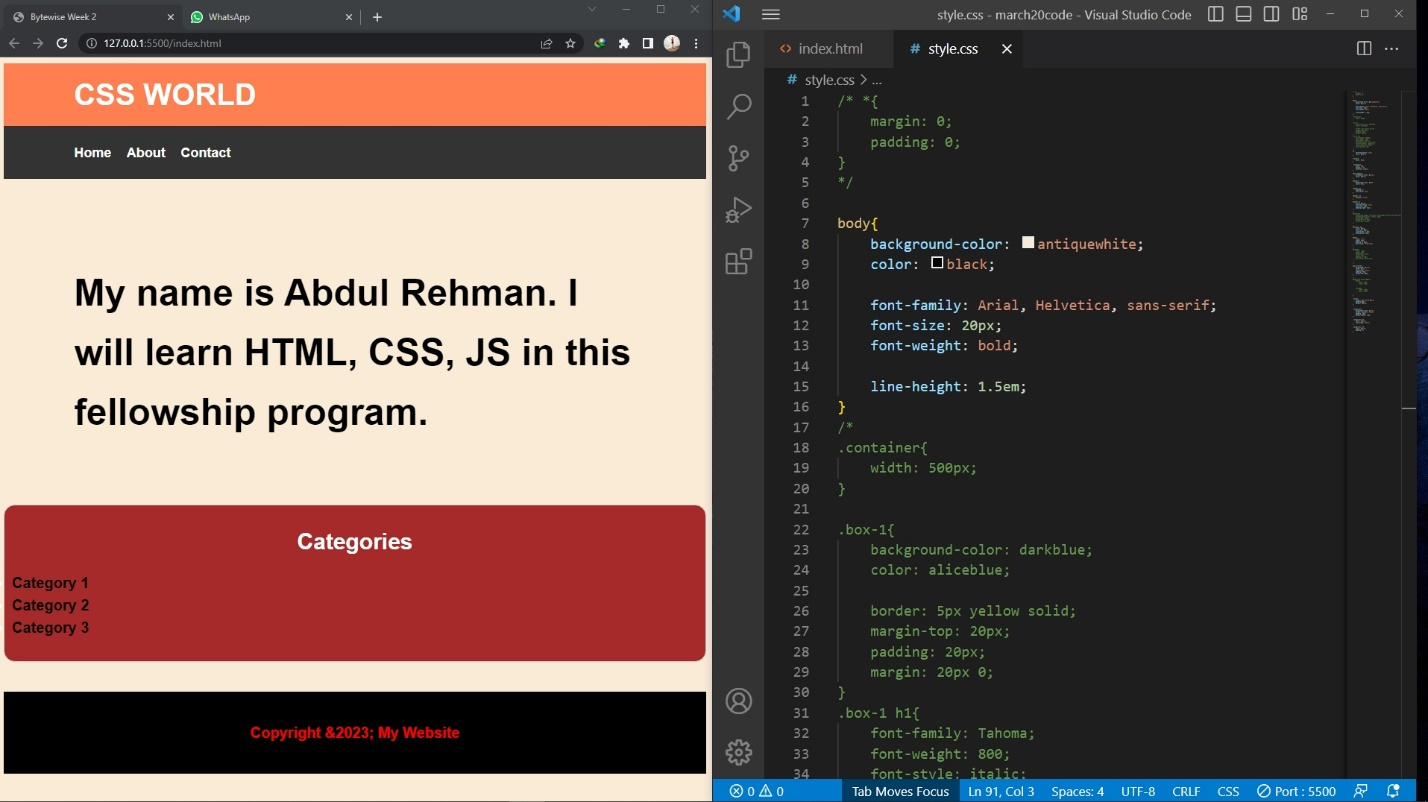 Bytewise Week 2
WhatsApp
127.0.0.1:5500/index.html
CSS WORLD
Home About Contact
My name is Abdul Rehman. I
will learn HTML, CSS, JS in this
fellowship program.
Categories
Category 1
Category 2
Category 3
Copyright &2023; My Website
style.css - march20code - Visual Studio Code
index.html
# style.css
# style.css > ...
1 /* *{
2 margin: 0;
3 padding: 0;
4 }
5 */
6
7 body{
8 background-color: antiquewhite;
9 color: black;
10
11 font-family: Arial, Helvetica, sans-serif;
12 font-size: 20px;
13 font-weight: bold;
14
15 line-height: 1.5em;
16 }
17 /*
18 .container{
19 width: 500px;
20 }
21
22 .box-1{
23 background-color: darkblue;
24 color: aliceblue;
25
26 border: 5px yellow solid;
27 margin-top: 20px;
28 padding: 20px;
29 margin: 20px 0;
30 }
31 .box-1 h1{
32 font-family: Tahoma;
33 font-weight: 800;
34 font-style: italic;
0 0 Tab Moves Focus Ln 91, Col 3 Spaces: 4 UTF-8 CRLF CSS Port : 5500